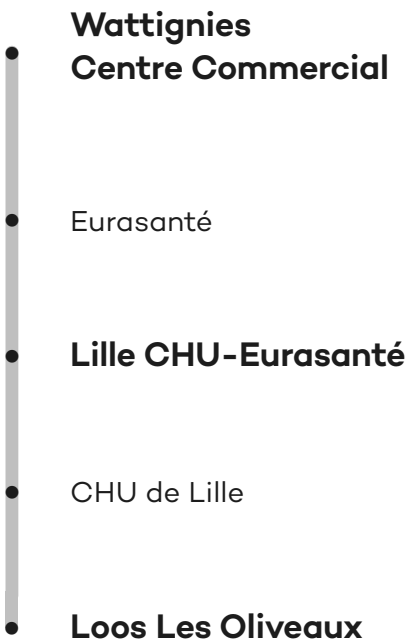 Wattignies
Centre Commercial
Eurasanté
Lille CHU-Eurasanté
CHU de Lille
Loos Les Oliveaux